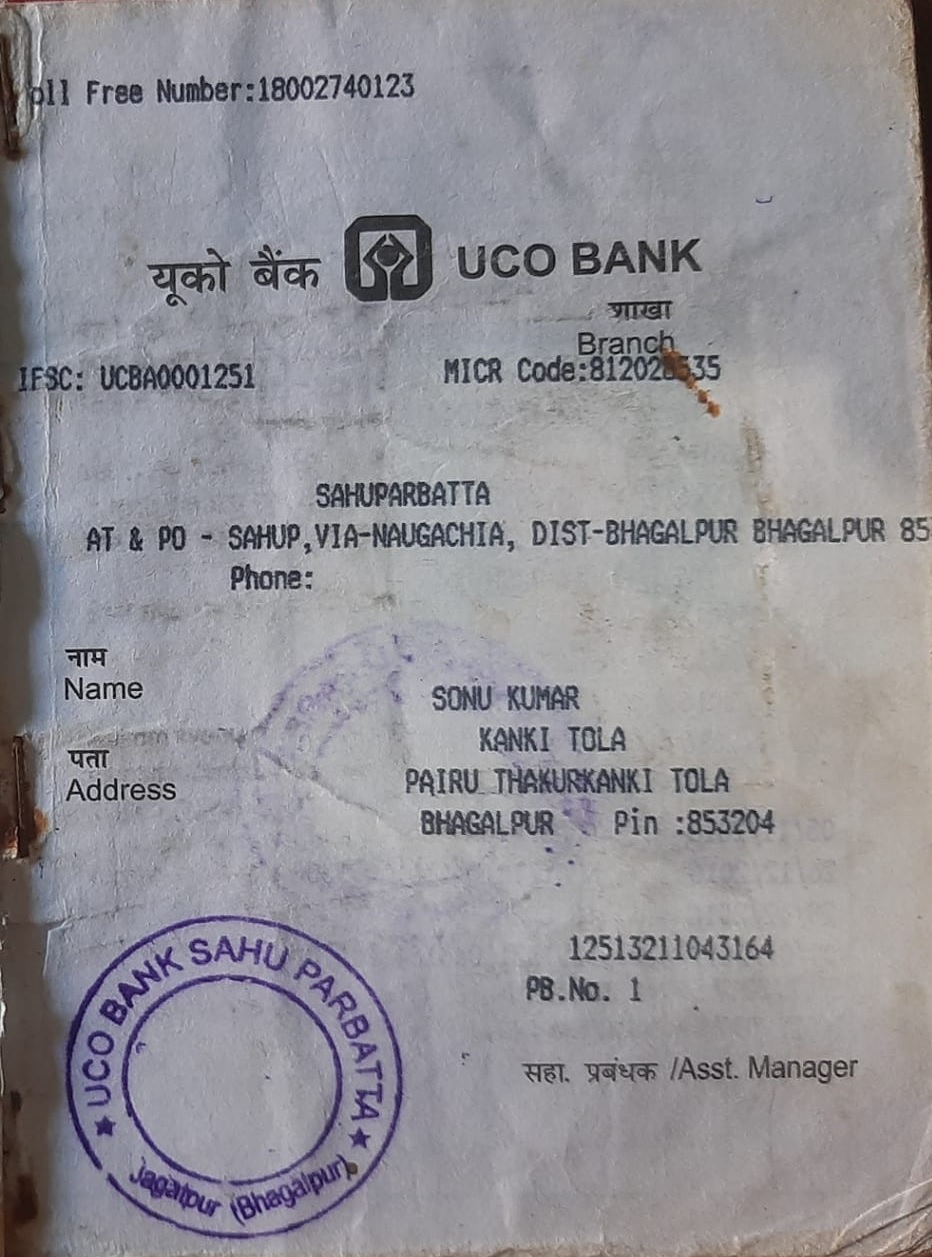 oll Free Number:18002740123
यूको बैंक UCO BANK
शाखा
Branch
IFSC: UCBA0001251 MICR Code:
SAHUPARBATTA
AT & PO - SAHUP,VIA-NAUGACHIA, DIST-BHAGALPUR BHAGALPUR 85
Phone:
नाम
Name SONU KUMAR
KANKI TOLA
पता
Address PAIRU THAKURKANKI TOLA
BHAGALPUR Pin :853204
12513211043164
PB.No. 1
सहा. प्रबंधक /Asst. Manager
UCO BANK SAHU PARBATTA
Jagatpur (Bhagalpur)